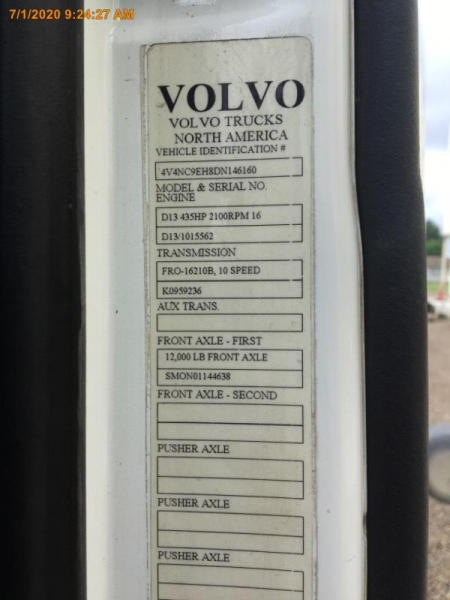 7/1/2020 9:24:27 AM
VOLVO
VOLVO TRUCKS
NORTH AMERICA
VEHICLE IDENTIFICATION #
4V4NC9EH8DN146160
MODEL & SERIAL NO.
ENGINE
D13 435HP 2100RPM 16
D13/1015562
TRANSMISSION
FRO-16210B, 10 SPEED
K0959236
AUX TRANS.
FRONT AXLE - FIRST
12,000 LB FRONT AXLE
SMON01144638
FRONT AXLE - SECOND
PUSHER AXLE
PUSHER AXLE
PUSHER AXLE